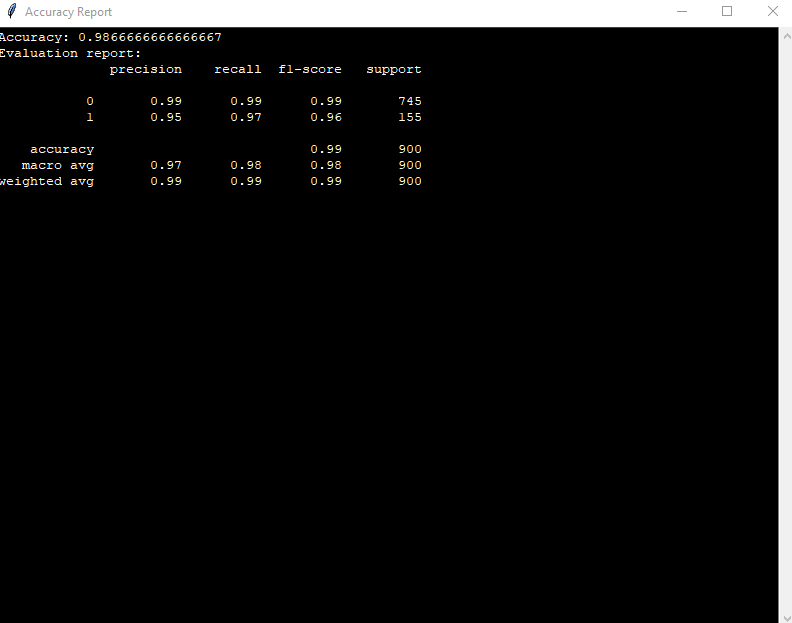 Accuracy Report
Accuracy: 0.9866666666666667
Evaluation report:
precision recall f1-score support
0 0.99 0.99 0.99 745
1 0.95 0.97 0.96 155
accuracy 0.99 900
macro avg 0.97 0.98 0.98 900
weighted avg 0.99 0.99 0.99 900